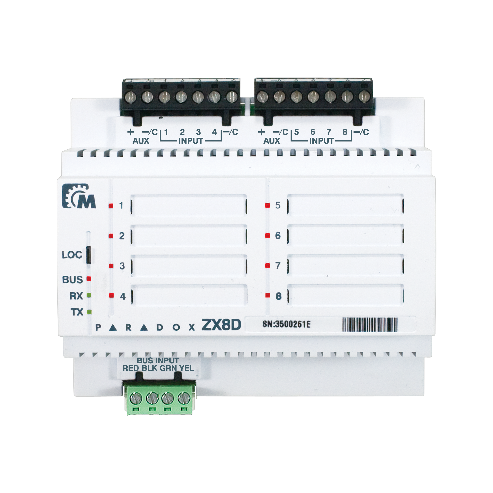 + -/C 1 2 3 4 -/C
AUX INPUT
+ -/C 5 6 7 8 -/C
AUX INPUT
M
1
2
3
4
5
6
7
8
LOC
BUS
RX
TX
PARADOX ZX8D
SN:3500251E
BUS INPUT
RED BLK GRN YEL